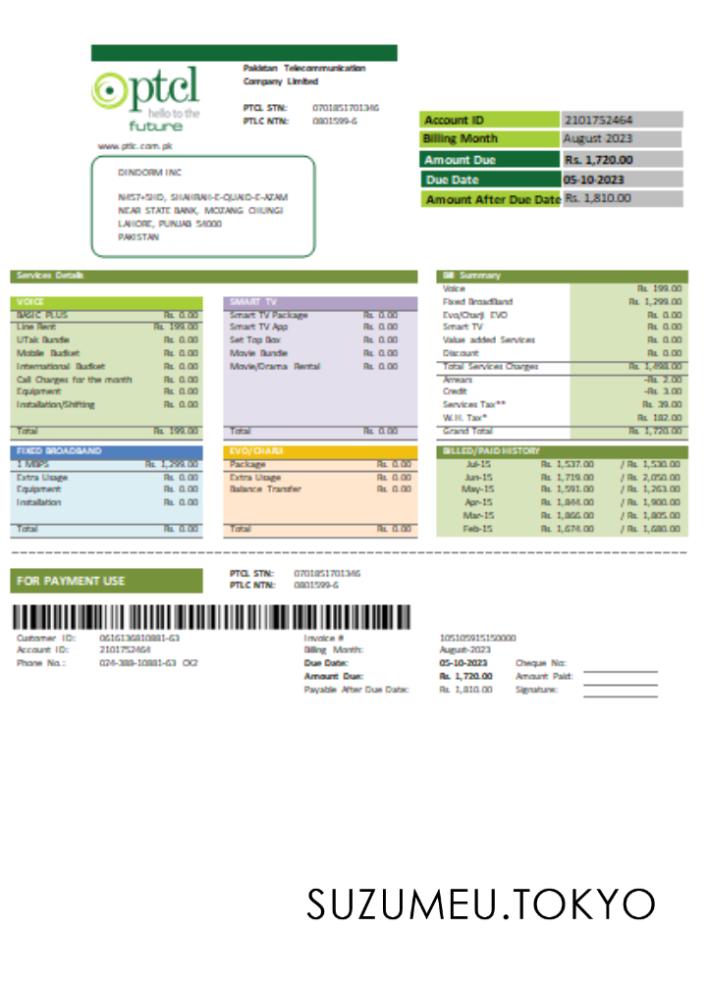 Pakistan Telecommunication
Company Limited
ptcl
hello to the
future
PTCL STN: 0701851701346
PTLC NTN: 0801599-6
www.ptlc.com.pk
Account ID 2101752464
Billing Month August 2023
Amount Due Rs. 1,720.00
Due Date 05-10-2023
Amount After Due Date Rs. 1,810.00
DINDORM INC
NH57+5HD, SHAHRAH-E-QUAID-E-AZAM
NEAR STATE BANK, MOZANG CHUNGI
LAHORE, PUNJAB 54000
PAKISTAN
Services Details
VOICE
BASIC PLUS Rs. 0.00
Line Rent Rs. 199.00
UTak Bundle Rs. 0.00
Mobile Budket Rs. 0.00
International Budket Rs. 0.00
Call Charges for the month Rs. 0.00
Equipment Rs. 0.00
Installation/Shifting Rs. 0.00
Total Rs. 199.00
SMART TV
Smart TV Package Rs. 0.00
Smart TV App Rs. 0.00
Set Top Box Rs. 0.00
Movie Bundle Rs. 0.00
Movie/Drama Rental Rs. 0.00
Total Rs. 0.00
Bill Summary
Voice Rs. 199.00
Fixed BroadBand Rs. 1,299.00
Evo/Charji EVO Rs. 0.00
Smart TV Rs. 0.00
Value added Services Rs. 0.00
Discount Rs. 0.00
Total Services Charges Rs. 1,498.00
Arrears -Rs. 2.00
Credit -Rs. 3.00
Services Tax** Rs. 39.00
W.H. Tax* Rs. 182.00
Grand Total Rs. 1,720.00
FIXED BROADBAND
1 MBPS Rs. 1,299.00
Extra Usage Rs. 0.00
Equipment Rs. 0.00
Installation Rs. 0.00
Total Rs. 0.00
EVO/CHARJI
Package Rs. 0.00
Extra Usage Rs. 0.00
Balance Transfer Rs. 0.00
Total Rs. 0.00
BILLED/PAID HISTORY
Jul-15 Rs. 1,537.00 / Rs. 1,530.00
Jun-15 Rs. 1,719.00 / Rs. 2,050.00
May-15 Rs. 1,591.00 / Rs. 1,263.00
Apr-15 Rs. 1,844.00 / Rs. 1,900.00
Mar-15 Rs. 1,866.00 / Rs. 1,805.00
Feb-15 Rs. 1,674.00 / Rs. 1,680.00
FOR PAYMENT USE
PTCL STN: 0701851701346
PTLC NTN: 0801599-6
Customer ID: 0616136810881-63
Account ID: 2101752464
Phone No.: 024-389-10881-63 CK2
Invoice # 105105915150000
Billing Month: August-2023
Due Date: 05-10-2023 Cheque No:
Amount Due: Rs. 1,720.00 Amount Paid:
Payable After Due Date: Rs. 1,810.00 Signature:
SUZUMEU.TOKYO